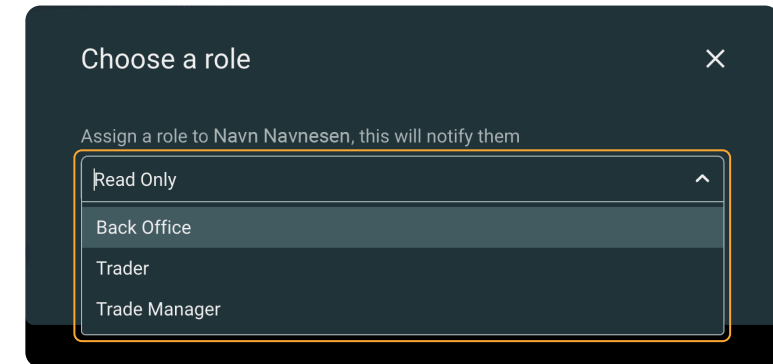 Choose a role
Assign a role to Navn Navnesen, this will notify them
Read Only
Back Office
Trader
Trade Manager